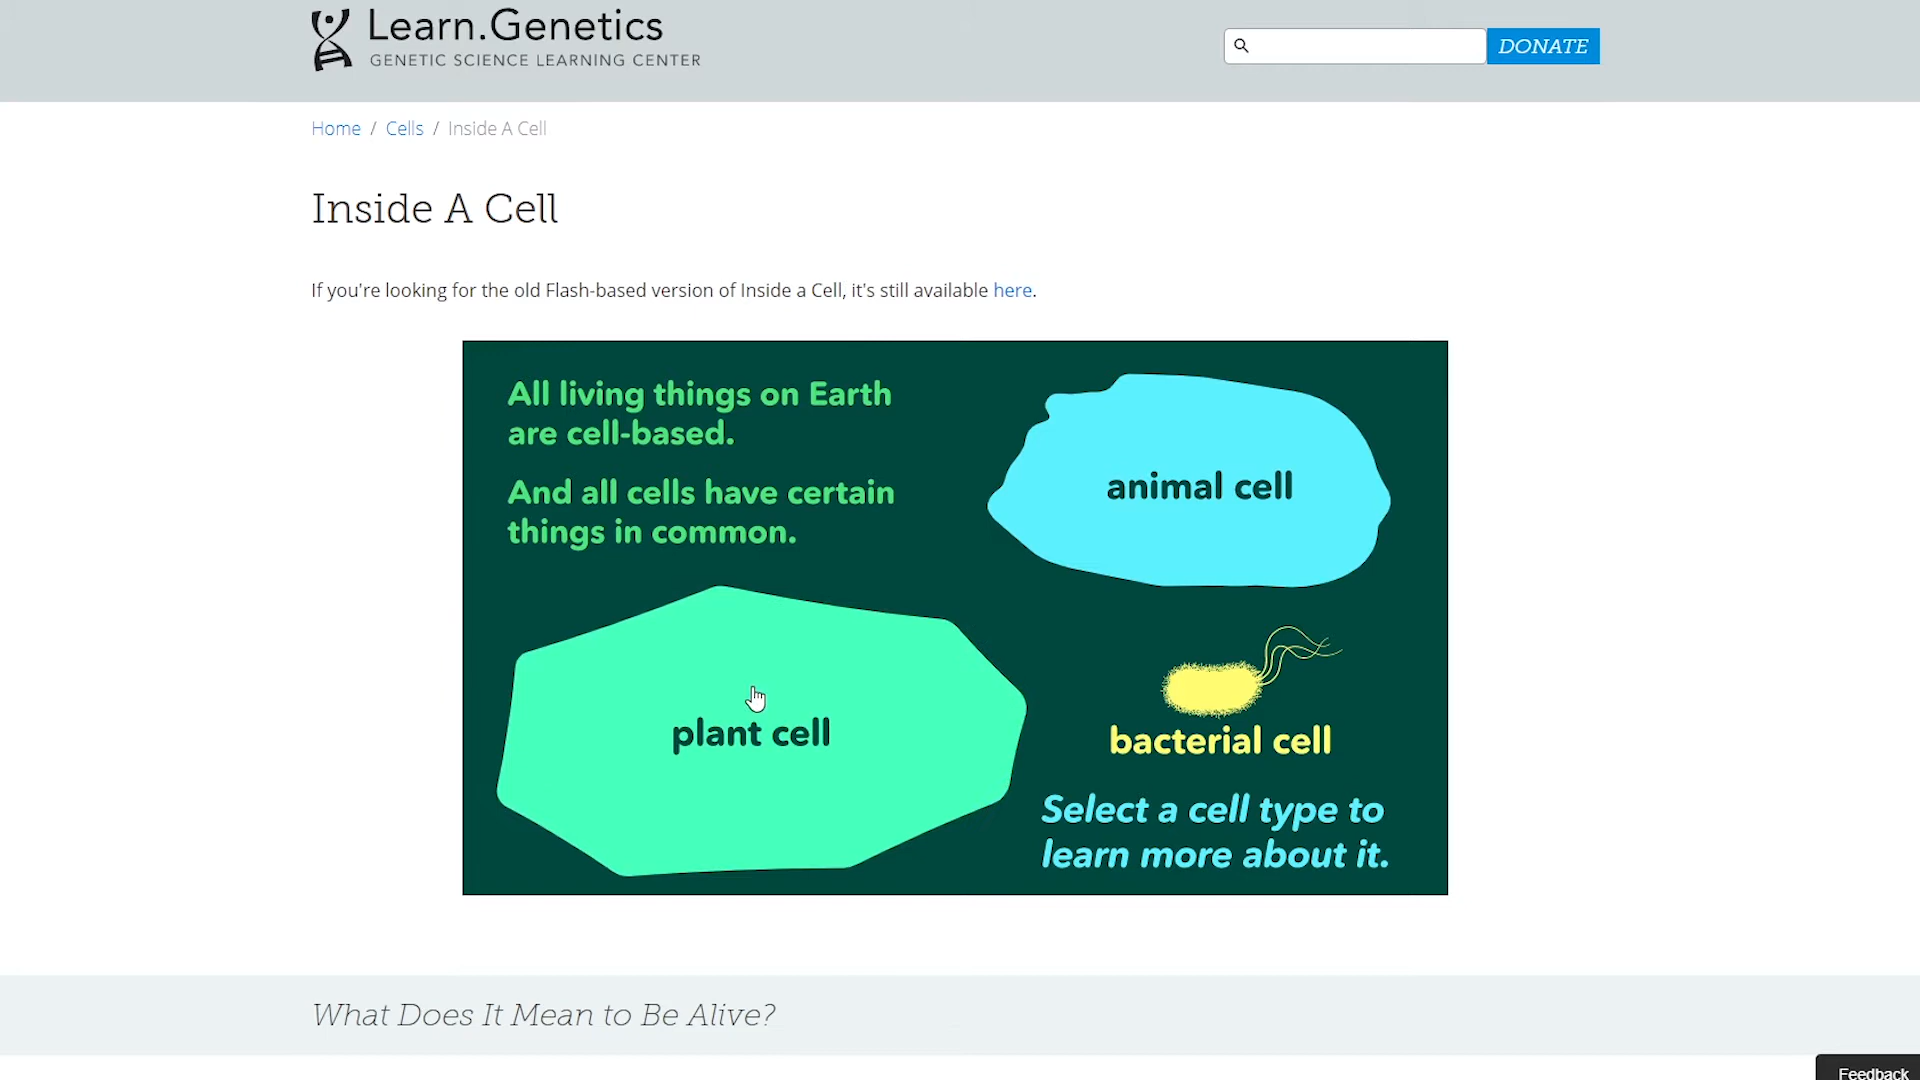 Learn.Genetics
GENETIC SCIENCE LEARNING CENTER
DONATE
Home / Cells / Inside A Cell
Inside A Cell
If you're looking for the old Flash-based version of Inside a Cell, it's still available here.
All living things on Earth
are cell-based.
And all cells have certain
things in common.
animal cell
plant cell
bacterial cell
Select a cell type to
learn more about it.
What Does It Mean to Be Alive?
Feedback